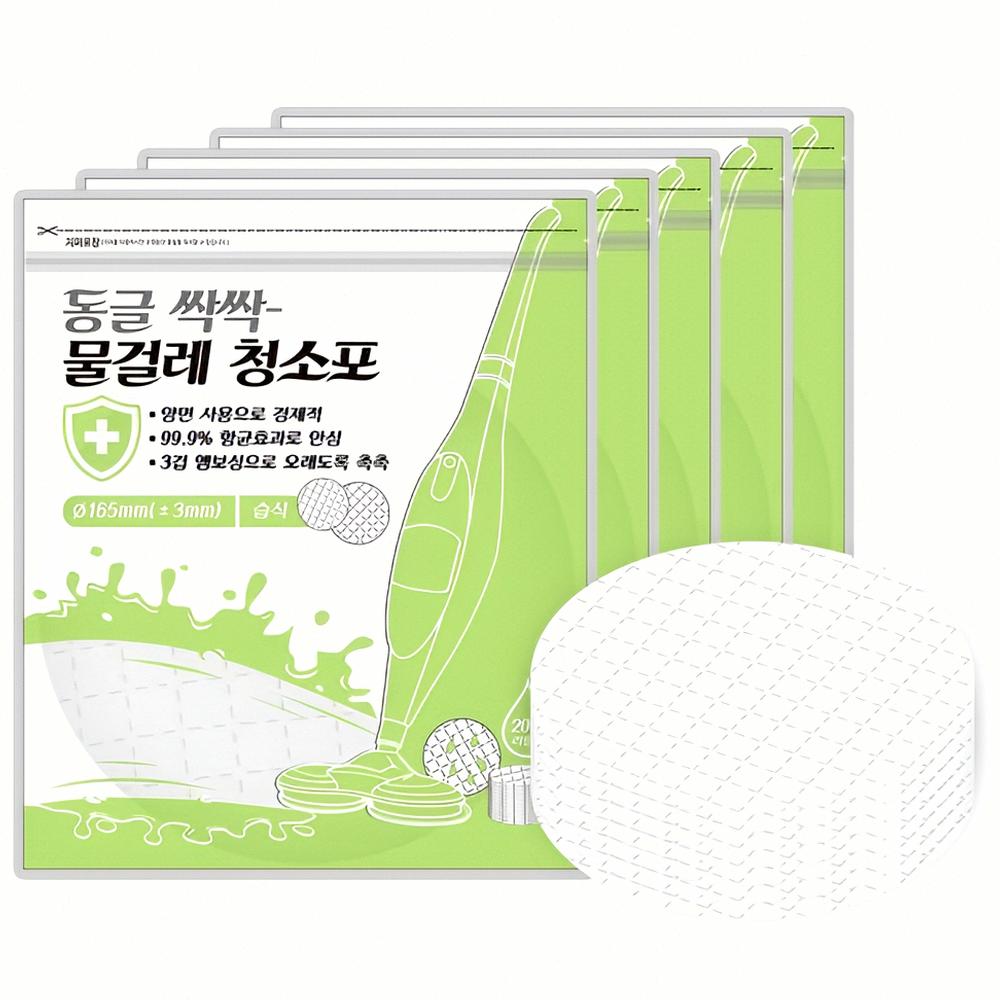 동글 싹싹-
물걸레 청소포
• 양면 사용으로 경제적
• 99.9% 항균효과로 안심
• 3겹 엠보싱으로 오래도록 촉촉
Ø165mm(±3mm) 습식
20